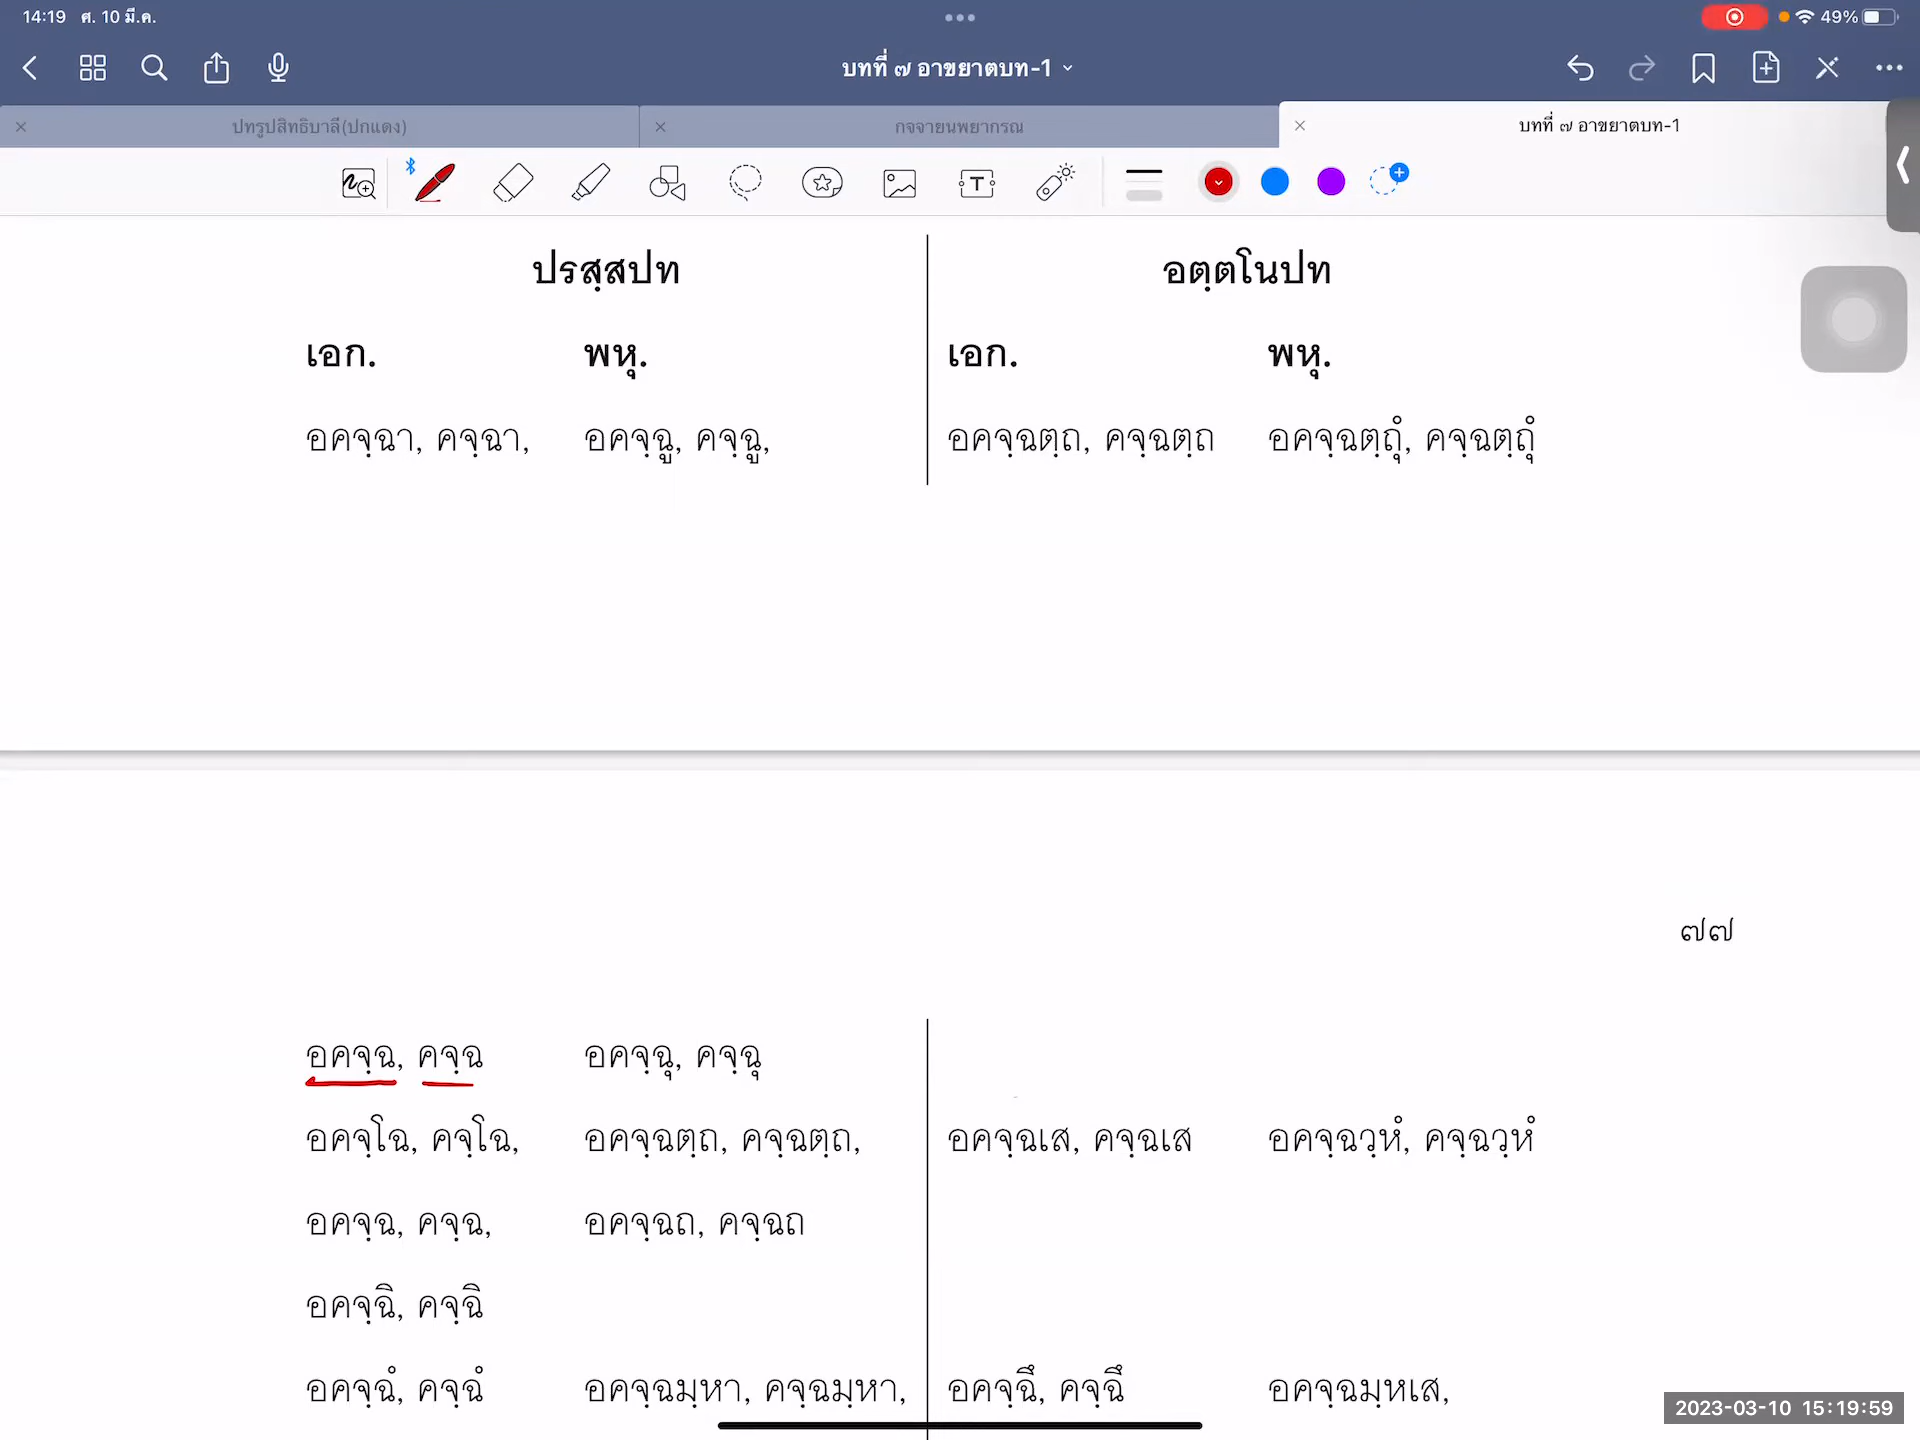 14:19 ศ. 10 มี.ค. 49%
บทที่ ๗ อาขยาตบท-1
ปทรูปสิทธิบาลี(ปกแดง) กจจายนพยากรณ บทที่ ๗ อาขยาตบท-1
ปรสฺสปท อตฺตโนปท
เอก. พหุ. เอก. พหุ.
อคจฺฉา, คจฺฉา, อคจฺฉู, คจฺฉู, อคจฺฉตฺถ, คจฺฉตฺถ อคจฺฉตฺถุํ, คจฺฉตฺถุํ
๗๗
อคจฺฉ, คจฺฉ อคจฺฉุ, คจฺฉุ
อคจฺโฉ, คจฺโฉ, อคจฺฉตฺถ, คจฺฉตฺถ, อคจฺฉเส, คจฺฉเส อคจฺฉวฺหํ, คจฺฉวฺหํ
อคจฺฉ, คจฺฉ, อคจฺฉถ, คจฺฉถ
อคจฺฉิ, คจฺฉิ
อคจฺฉํ, คจฺฉํ อคจฺฉมฺหา, คจฺฉมฺหา, อคจฺฉึ, คจฺฉึ อคจฺฉมฺหเส,
2023-03-10 15:19:59